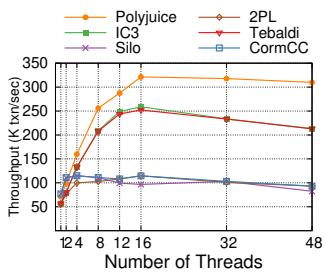 Polyjuice 2PL
IC3 Tebaldi
Silo CormCC
Throughput (K txn/sec)
350
300
250
200
150
100
50
1 2 4 8 12 16 32 48
Number of Threads